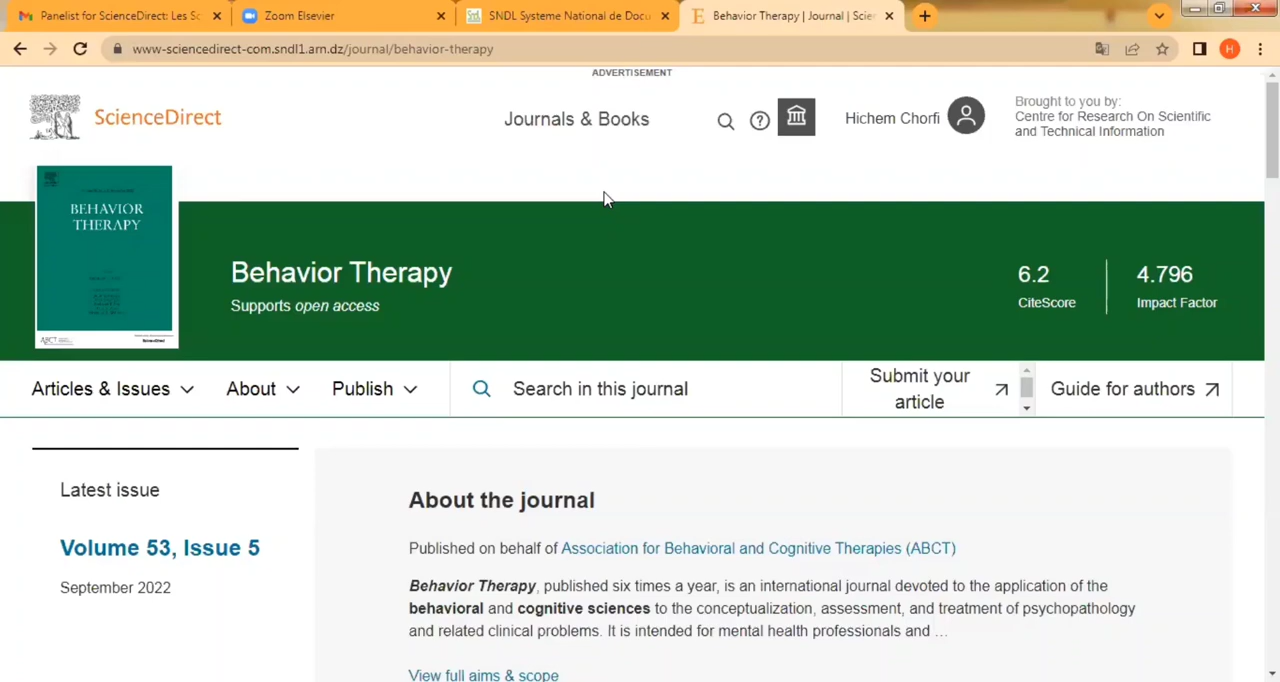 Panelist for ScienceDirect: Les Sc
Zoom Elsevier
SNDL Systeme National de Docu
Behavior Therapy | Journal | Scie
www-sciencedirect-com.sndl1.arn.dz/journal/behavior-therapy
H
ADVERTISEMENT
ScienceDirect
Journals & Books
Hichem Chorfi
Brought to you by:
Centre for Research On Scientific
and Technical Information
BEHAVIOR
THERAPY
ABCT
Behavior Therapy
Supports open access
6.2
CiteScore
4.796
Impact Factor
Articles & Issues
About
Publish
Search in this journal
Submit your
article
Guide for authors
Latest issue
Volume 53, Issue 5
September 2022
About the journal
Published on behalf of Association for Behavioral and Cognitive Therapies (ABCT)
Behavior Therapy, published six times a year, is an international journal devoted to the application of the
behavioral and cognitive sciences to the conceptualization, assessment, and treatment of psychopathology
and related clinical problems. It is intended for mental health professionals and …
View full aims & scope